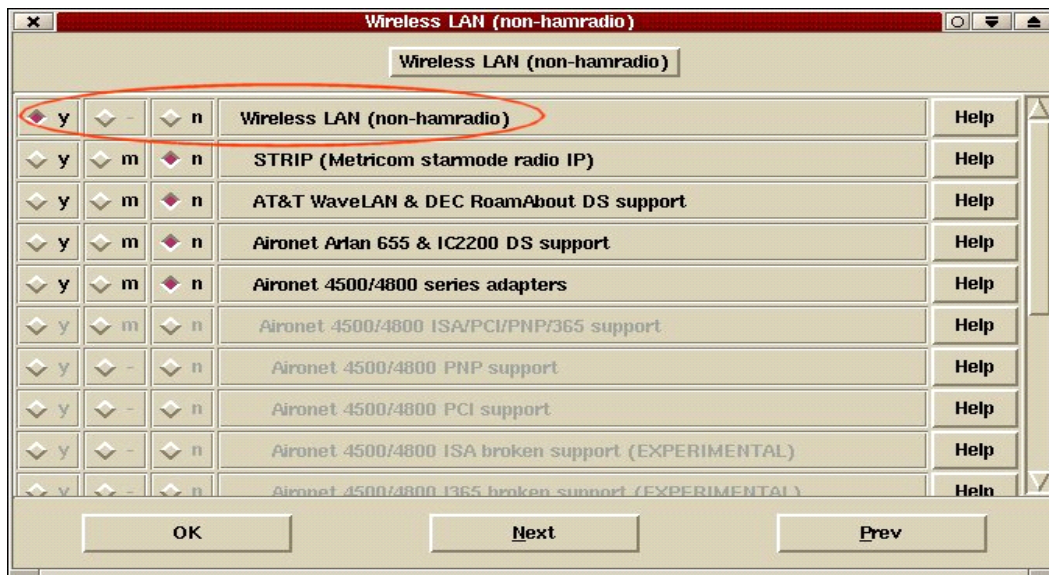 Wireless LAN (non-hamradio)
Wireless LAN (non-hamradio)
y - n Wireless LAN (non-hamradio) Help
y m n STRIP (Metricom starmode radio IP) Help
y m n AT&T WaveLAN & DEC RoamAbout DS support Help
y m n Aironet Arlan 655 & IC2200 DS support Help
y m n Aironet 4500/4800 series adapters Help
y m n Aironet 4500/4800 ISA/PCI/PNP/365 support Help
y - n Aironet 4500/4800 PNP support Help
y - n Aironet 4500/4800 PCI support Help
y - n Aironet 4500/4800 ISA broken support (EXPERIMENTAL) Help
y - n Aironet 4500/4800 I365 broken support (EXPERIMENTAL) Help
OK Next Prev